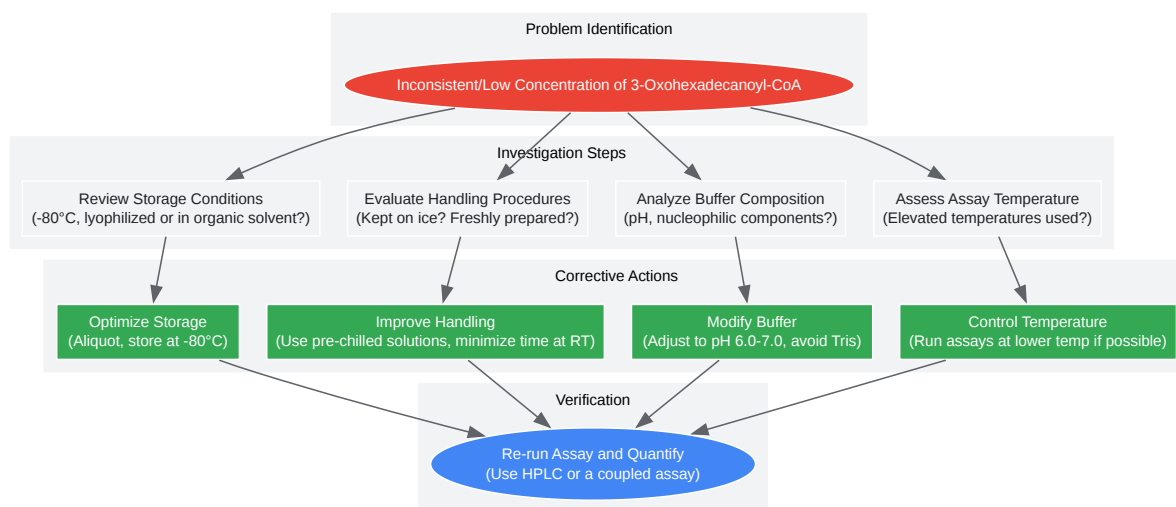 Problem Identification
Inconsistent/Low Concentration of 3-Oxohexadecanoyl-CoA
Investigation Steps
Review Storage Conditions
(-80°C, lyophilized or in organic solvent?)
Evaluate Handling Procedures
(Kept on ice? Freshly prepared?)
Analyze Buffer Composition
(pH, nucleophilic components?)
Assess Assay Temperature
(Elevated temperatures used?)
Corrective Actions
Optimize Storage
(Aliquot, store at -80°C)
Improve Handling
(Use pre-chilled solutions, minimize time at RT)
Modify Buffer
(Adjust to pH 6.0-7.0, avoid Tris)
Control Temperature
(Run assays at lower temp if possible)
Verification
Re-run Assay and Quantify
(Use HPLC or a coupled assay)